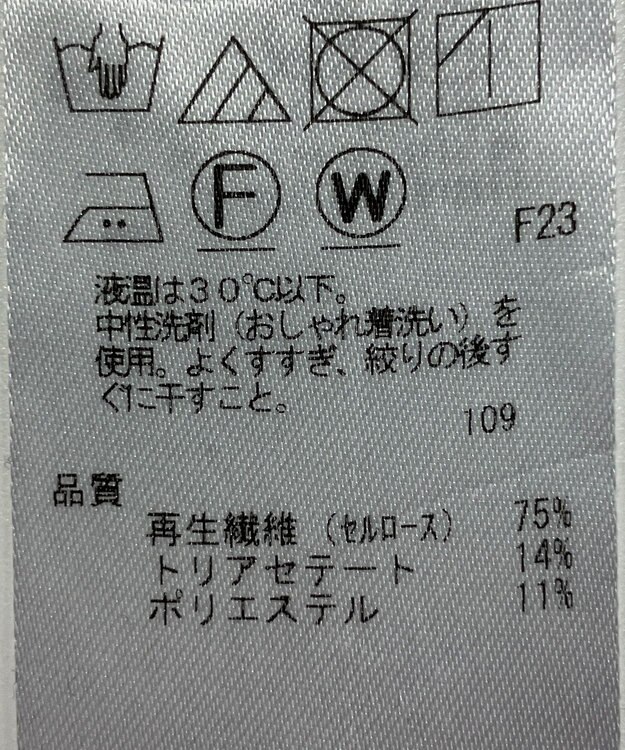 F W F23
液温は30℃以下。
中性洗剤（おしゃれ着洗い）を
使用。よくすすぎ、絞りの後す
ぐに干すこと。
109
品質
再生繊維（セルロース） 75%
トリアセテート 14%
ポリエステル 11%